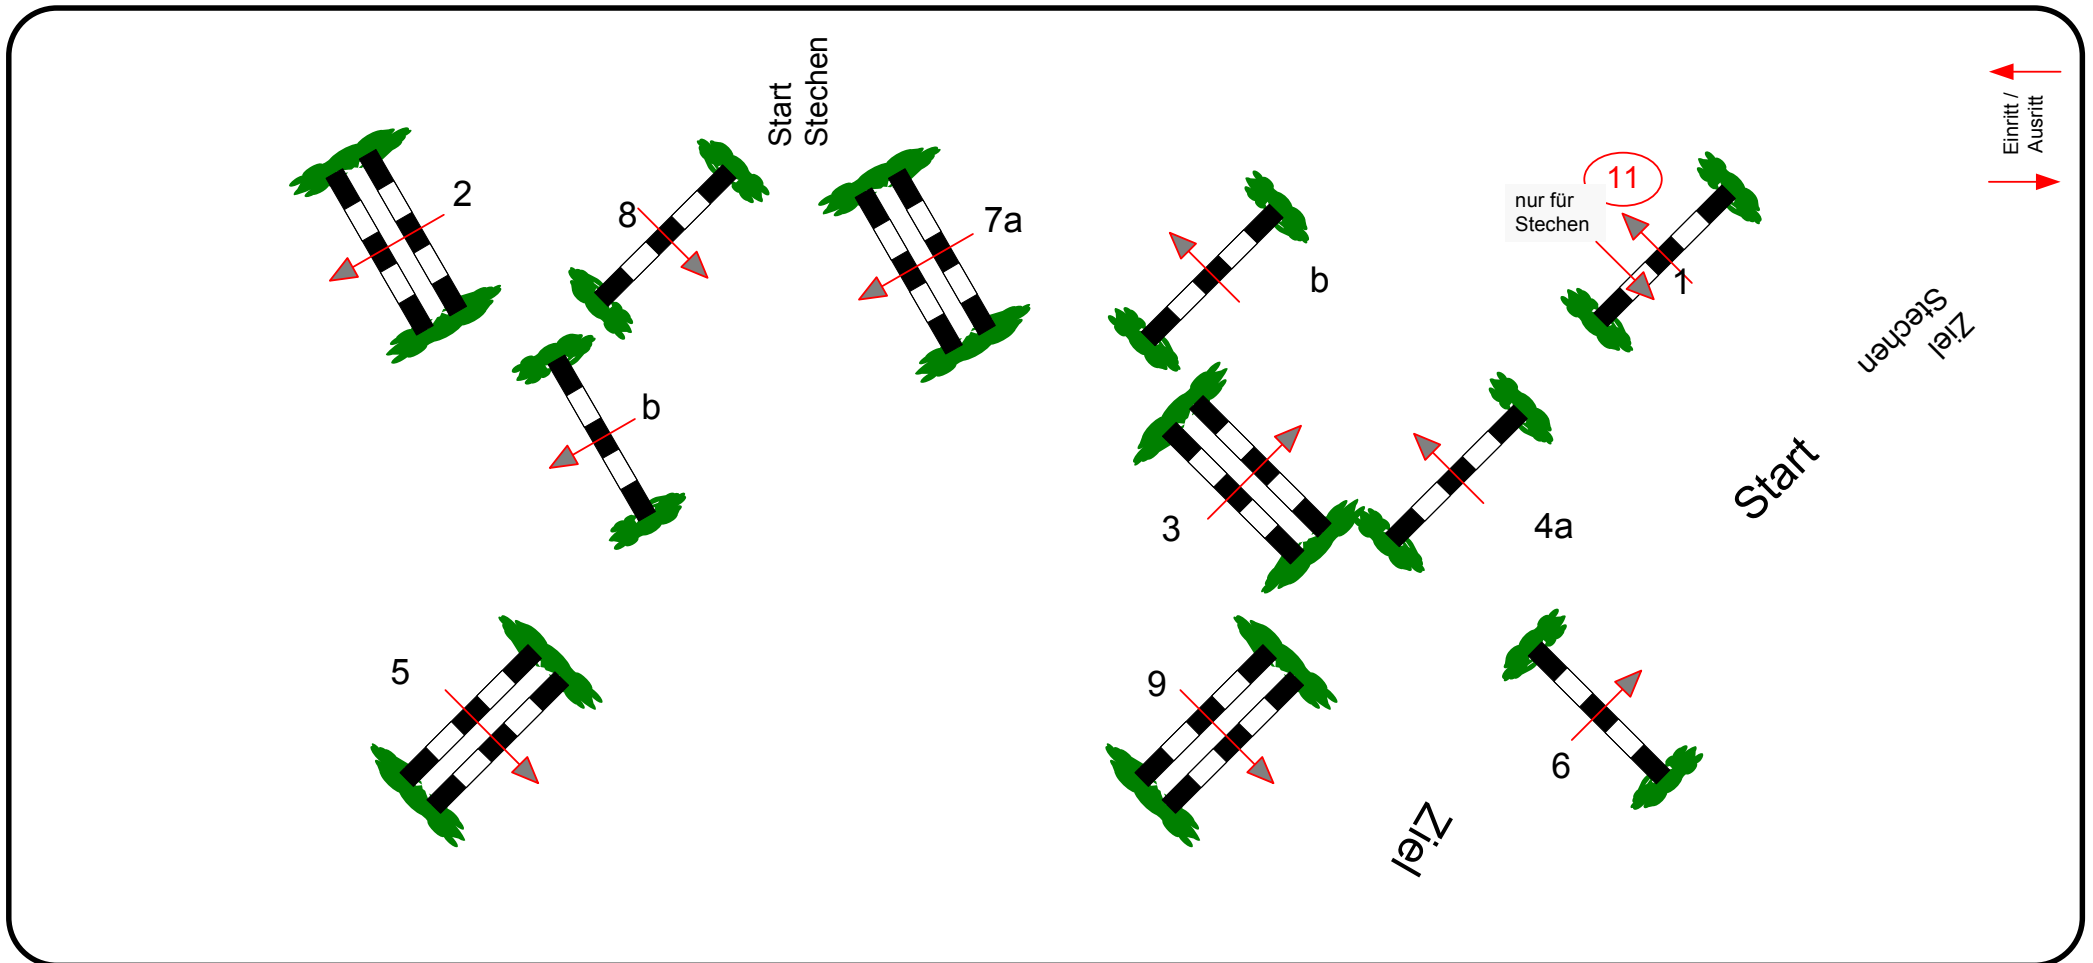 Start
Stechen
Einritt /
Ausritt
2
8
7a
11
nur für
Stechen
b
1
Ziel
Stechen
b
3
4a
Start
5
9
6
Ziel